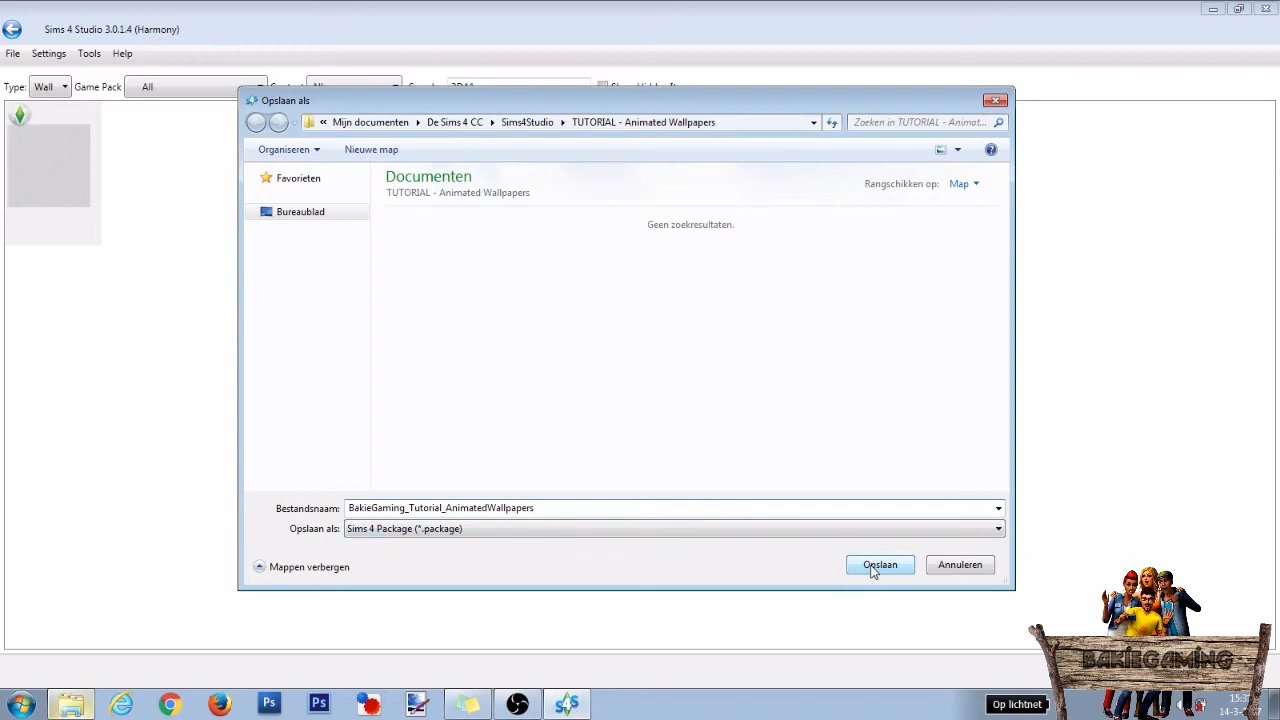 Sims 4 Studio 3.0.1.4 (Harmony)
File Settings Tools Help
Type: Wall Game Pack All
Opslaan als
« Mijn documenten De Sims 4 CC Sims4Studio TUTORIAL - Animated Wallpapers Zoeken in TUTORIAL - Animat...
Organiseren Nieuwe map
Favorieten
Bureaublad
Documenten
TUTORIAL - Animated Wallpapers
Rangschikken op: Map
Geen zoekresultaten.
Bestandsnaam: BakieGaming_Tutorial_AnimatedWallpapers
Opslaan als: Sims 4 Package (*.package)
Mappen verbergen
Opslaan Annuleren
BAKIEGAMING
Ps Ps
Op lichtnet